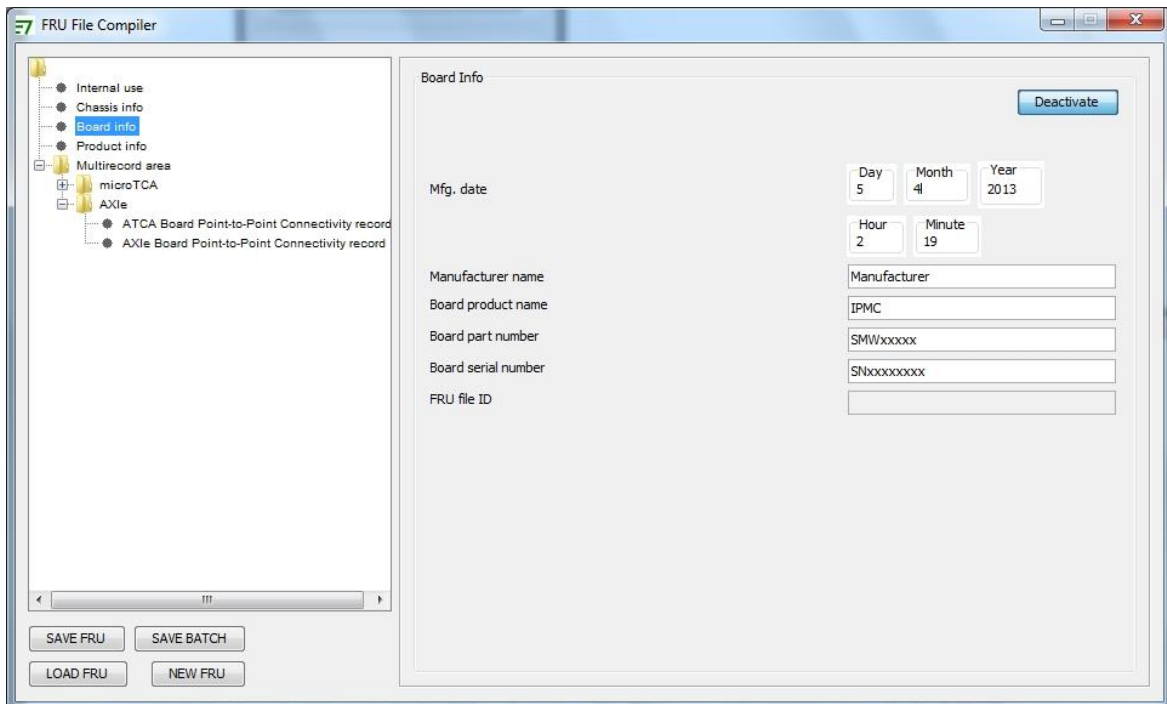 FRU File Compiler
Internal use
Chassis info
Board info
Product info
Multirecord area
microTCA
AXIe
ATCA Board Point-to-Point Connectivity record
AXIe Board Point-to-Point Connectivity record
SAVE FRU SAVE BATCH
LOAD FRU NEW FRU
Board Info
Deactivate
Mfg. date
Day Month Year
5 4 2013
Hour Minute
2 19
Manufacturer name Manufacturer
Board product name IPMC
Board part number SMWxxxxx
Board serial number SNxxxxxxxx
FRU file ID